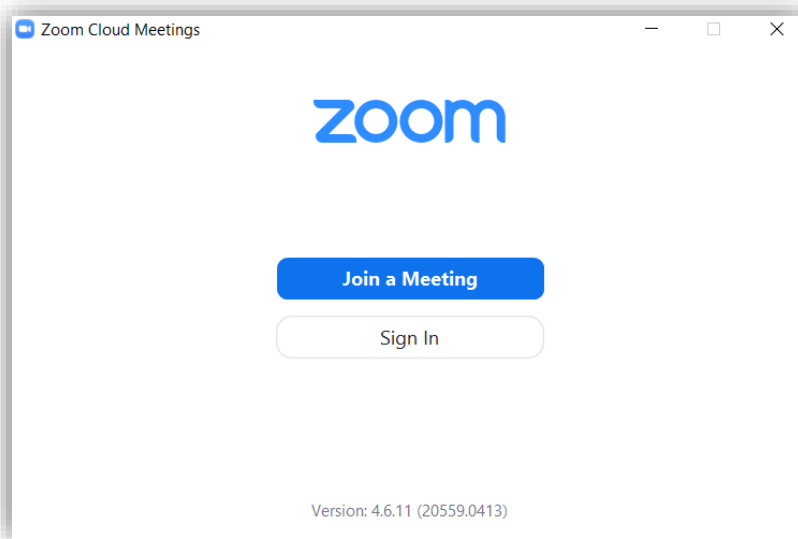 Zoom Cloud Meetings
zoom
Join a Meeting
Sign In
Version: 4.6.11 (20559.0413)